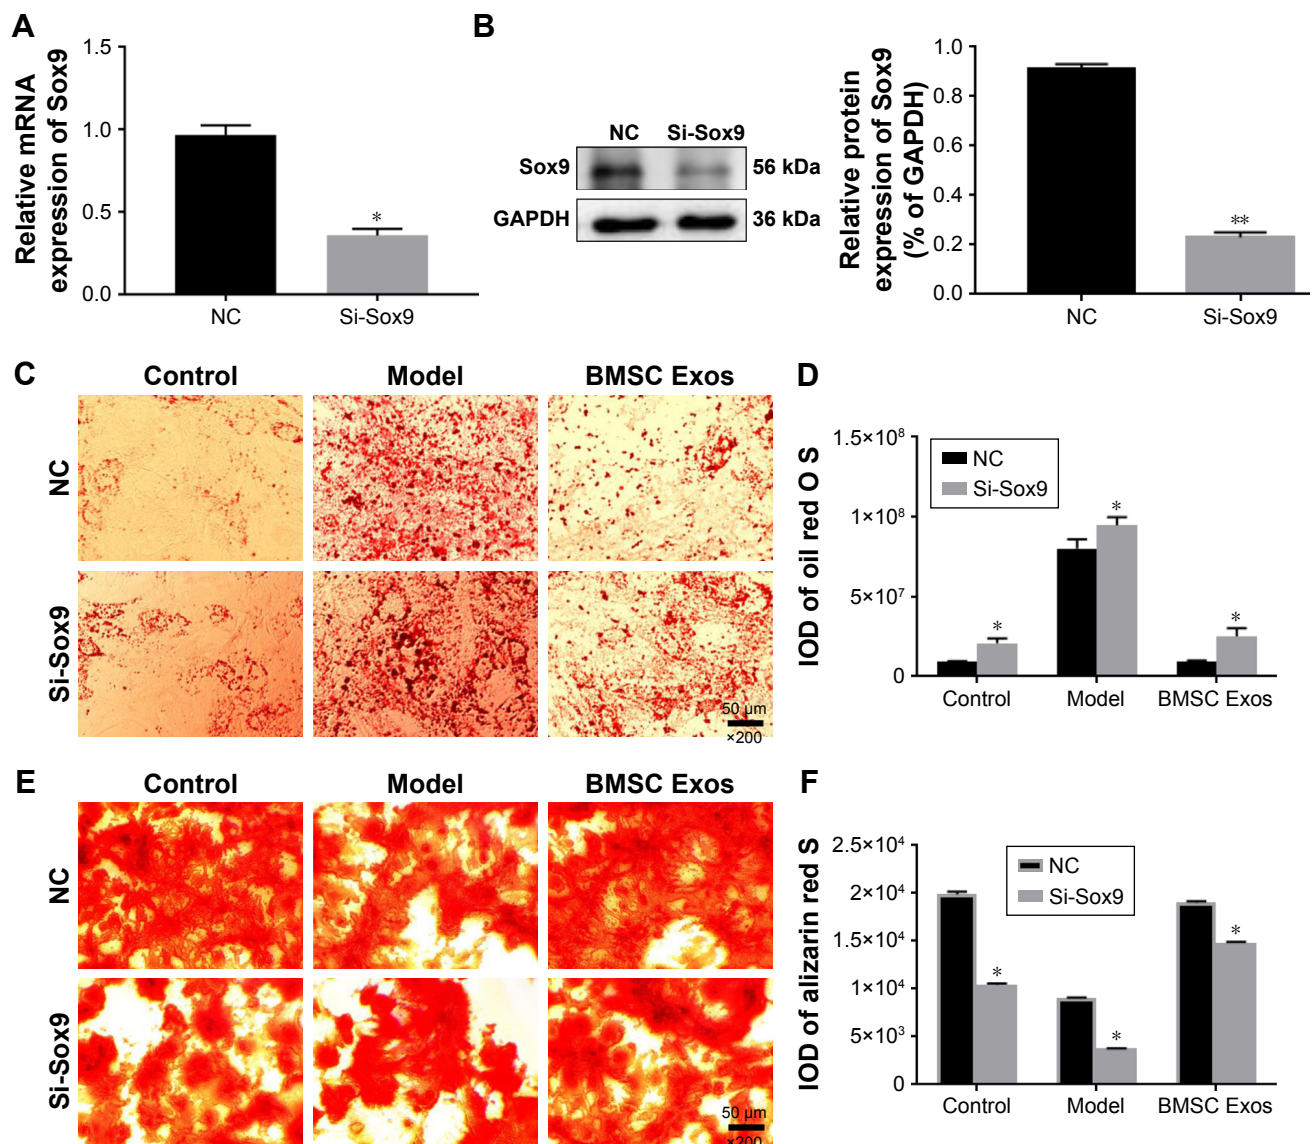 A
Relative mRNA
expression of Sox9
1.5
1.0
0.5
0.0
*
NC
Si-Sox9
B
NC
Si-Sox9
Sox9
56 kDa
GAPDH
36 kDa
Relative protein
expression of Sox9
(% of GAPDH)
1.0
0.8
0.6
0.4
0.2
0.0
**
NC
Si-Sox9
C
Control
Model
BMSC Exos
NC
Si-Sox9
50 µm
×200
D
IOD of oil red O S
1.5×10⁸
1×10⁸
5×10⁷
0
NC
Si-Sox9
*
*
*
Control
Model
BMSC Exos
E
Control
Model
BMSC Exos
NC
Si-Sox9
50 µm
×200
F
IOD of alizarin red S
2.5×10⁴
2×10⁴
1.5×10⁴
1×10⁴
5×10³
0
NC
Si-Sox9
*
*
*
Control
Model
BMSC Exos